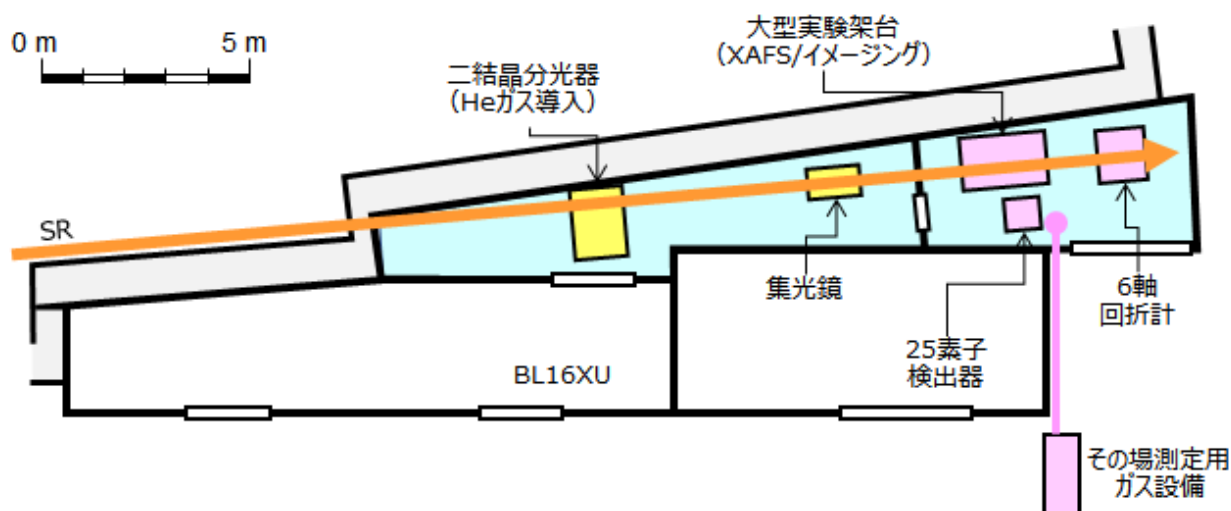 0 m
5 m
大型実験架台
（XAFS/イメージング）
二結晶分光器
（Heガス導入）
SR
集光鏡
6軸
回折計
25素子
検出器
BL16XU
その場測定用
ガス設備